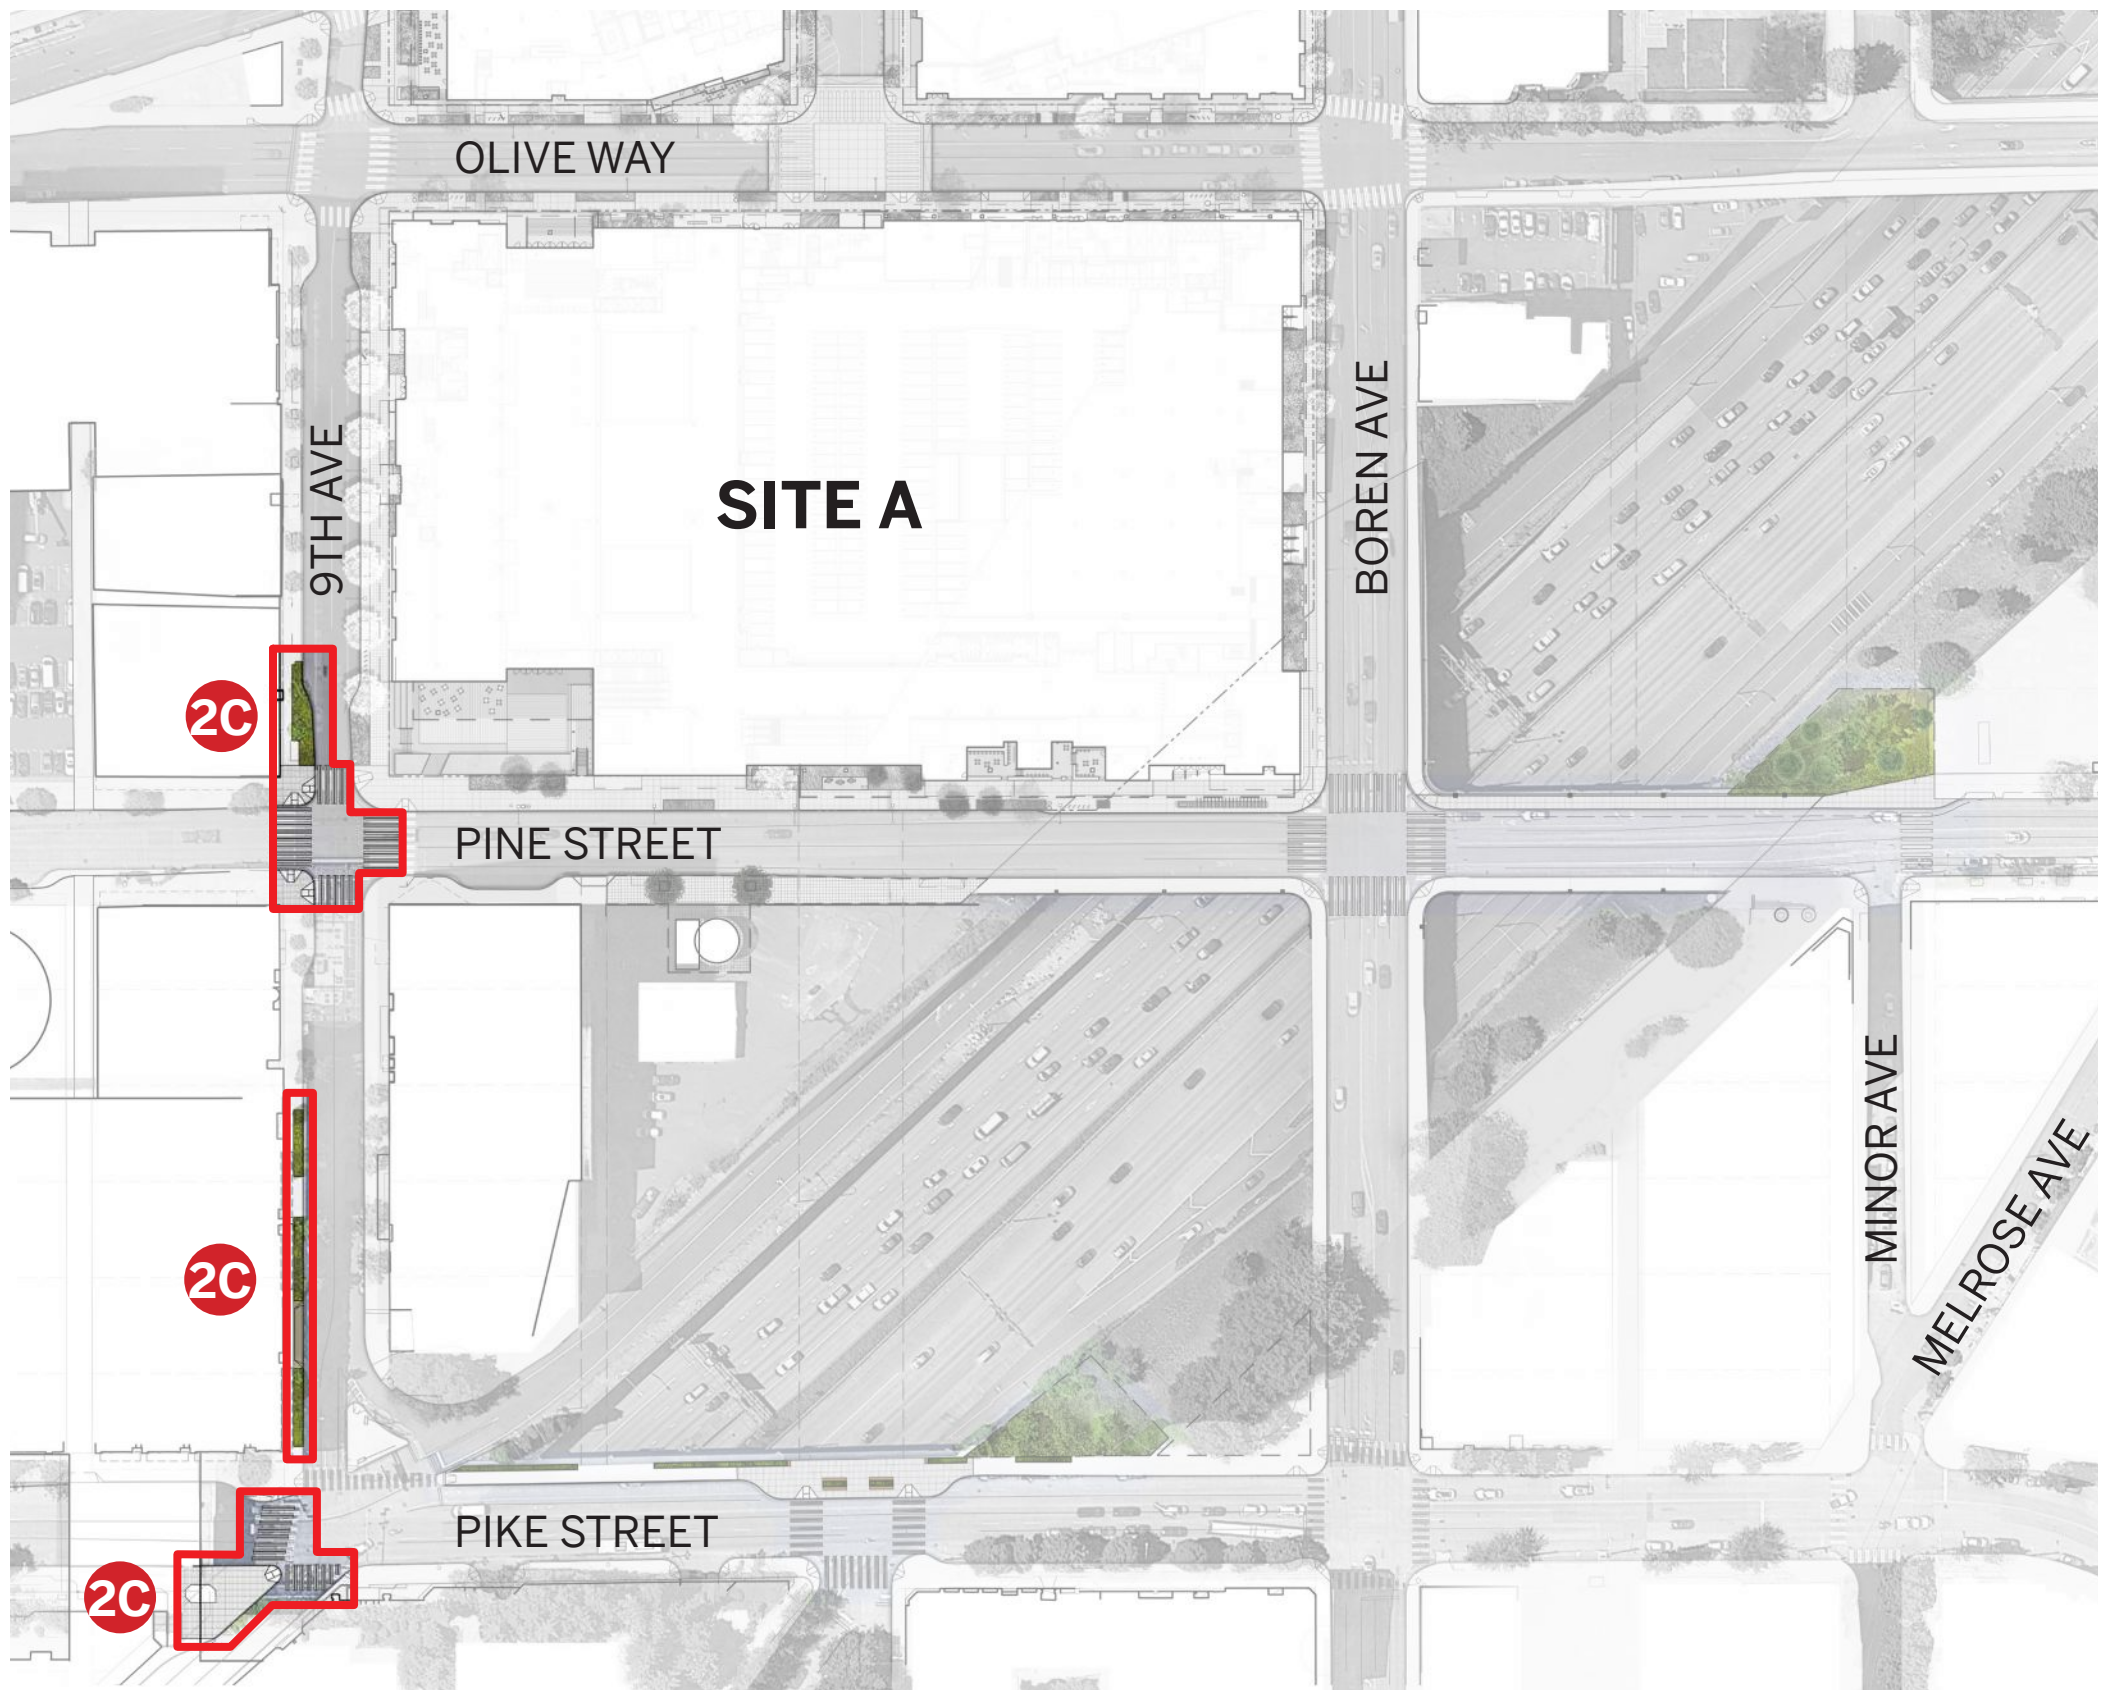 OLIVE WAY
9TH AVE
SITE A
BOREN AVE
2C
PINE STREET
MINOR AVE
MELROSE AVE
2C
PIKE STREET
2C